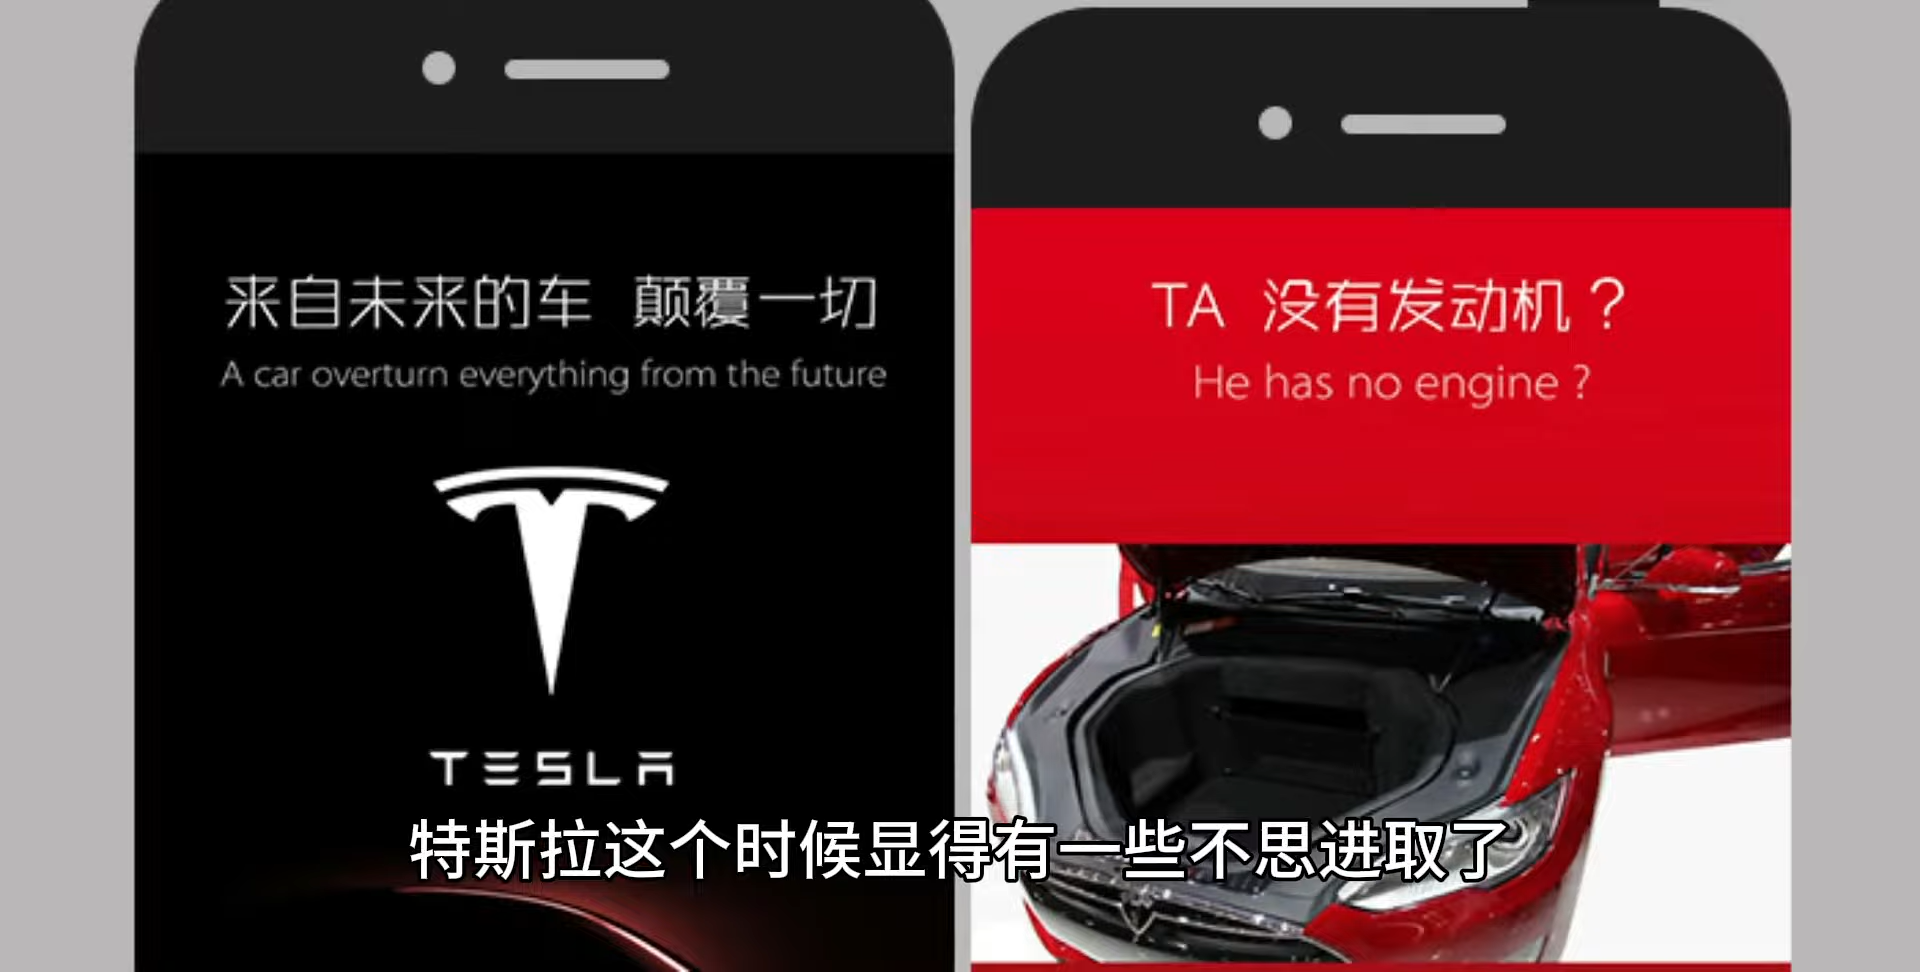 来自未来的车 颠覆一切
A car overturn everything from the future
TESLA
TA 没有发动机？
He has no engine ?
特斯拉这个时候显得有一些不思进取了